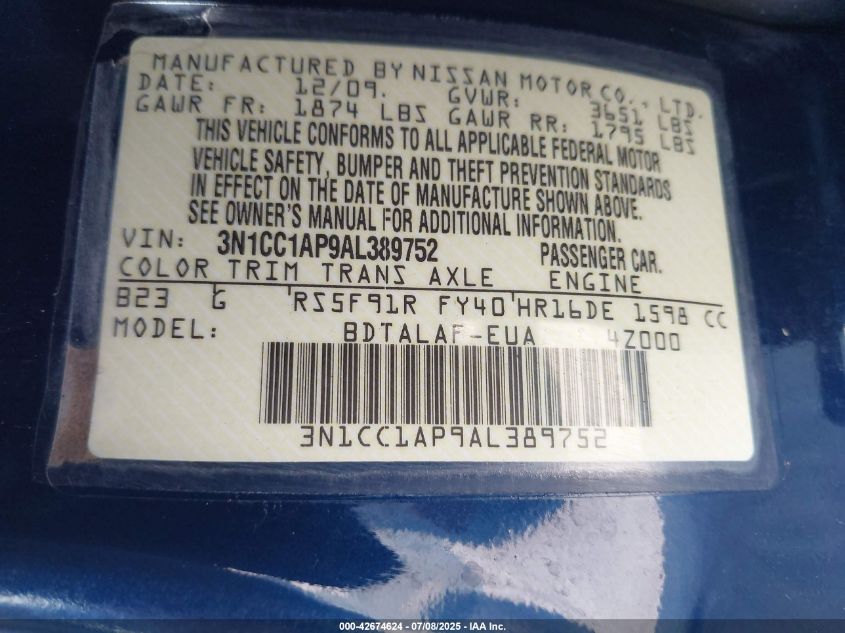 MANUFACTURED BY NISSAN MOTOR CO., LTD.
DATE: 12/09. GVWR: 3651 LBS
GAWR FR: 1874 LBS GAWR RR: 1795 LBS
THIS VEHICLE CONFORMS TO ALL APPLICABLE FEDERAL MOTOR
VEHICLE SAFETY, BUMPER AND THEFT PREVENTION STANDARDS
IN EFFECT ON THE DATE OF MANUFACTURE SHOWN ABOVE.
SEE OWNER'S MANUAL FOR ADDITIONAL INFORMATION.
VIN: 3N1CC1AP9AL389752 PASSENGER CAR.
COLOR TRIM TRANS AXLE ENGINE
B23 G RS5F91R FY40 HR16DE 1598 CC
MODEL: BDTALAF-EUA 4Z000
3N1CC1AP9AL389752
000-42674624 - 07/08/2025 - IAA Inc.